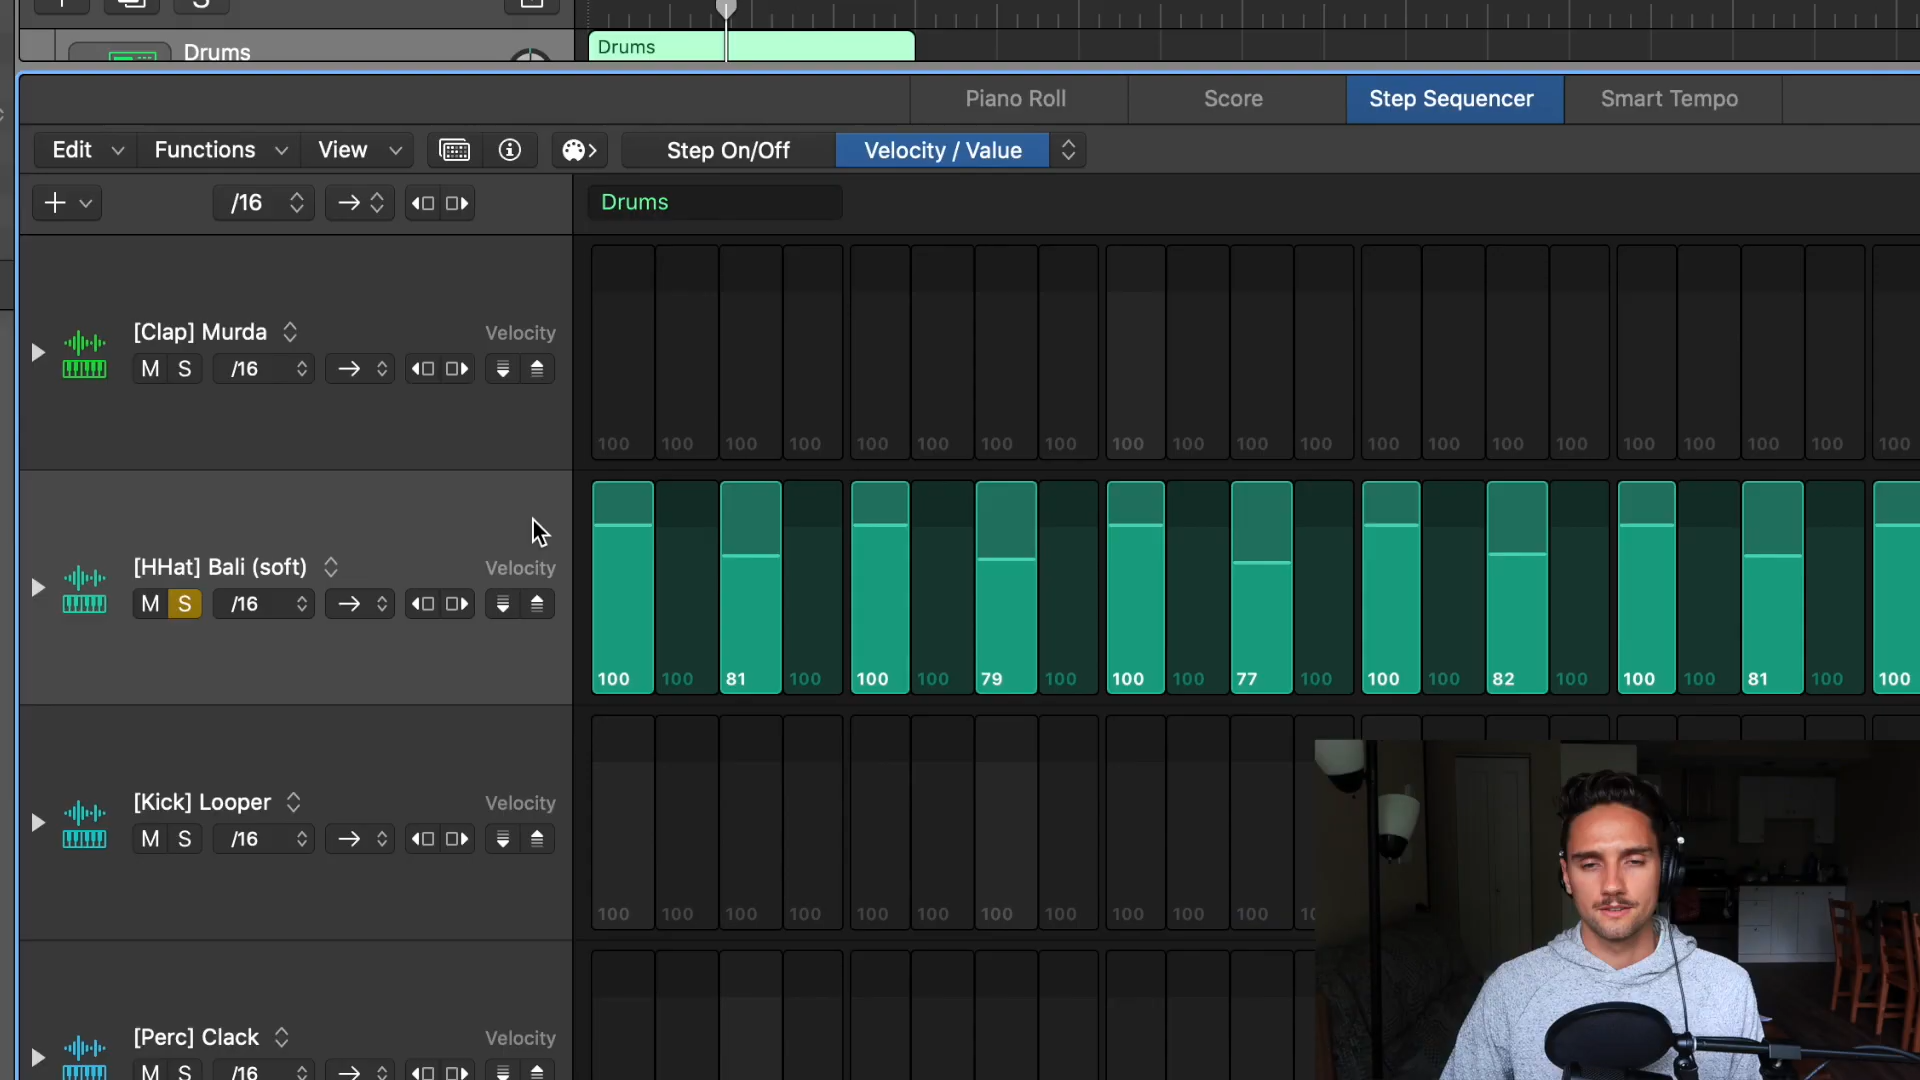 S
Drums
Drums
Piano Roll Score Step Sequencer Smart Tempo
Edit Functions View Step On/Off Velocity / Value
/16 Drums
[Clap] Murda Velocity
M S /16
100 100 100 100 100 100 100 100 100 100 100 100 100 100 100 100 100 100 100 100 100
[HHat] Bali (soft) Velocity
M S /16
100 100 81 100 100 100 79 100 100 100 77 100 100 100 82 100 100 100 81 100 100
[Kick] Looper Velocity
M S /16
100 100 100 100 100 100 100 100 100 100 100
[Perc] Clack Velocity
M S /16